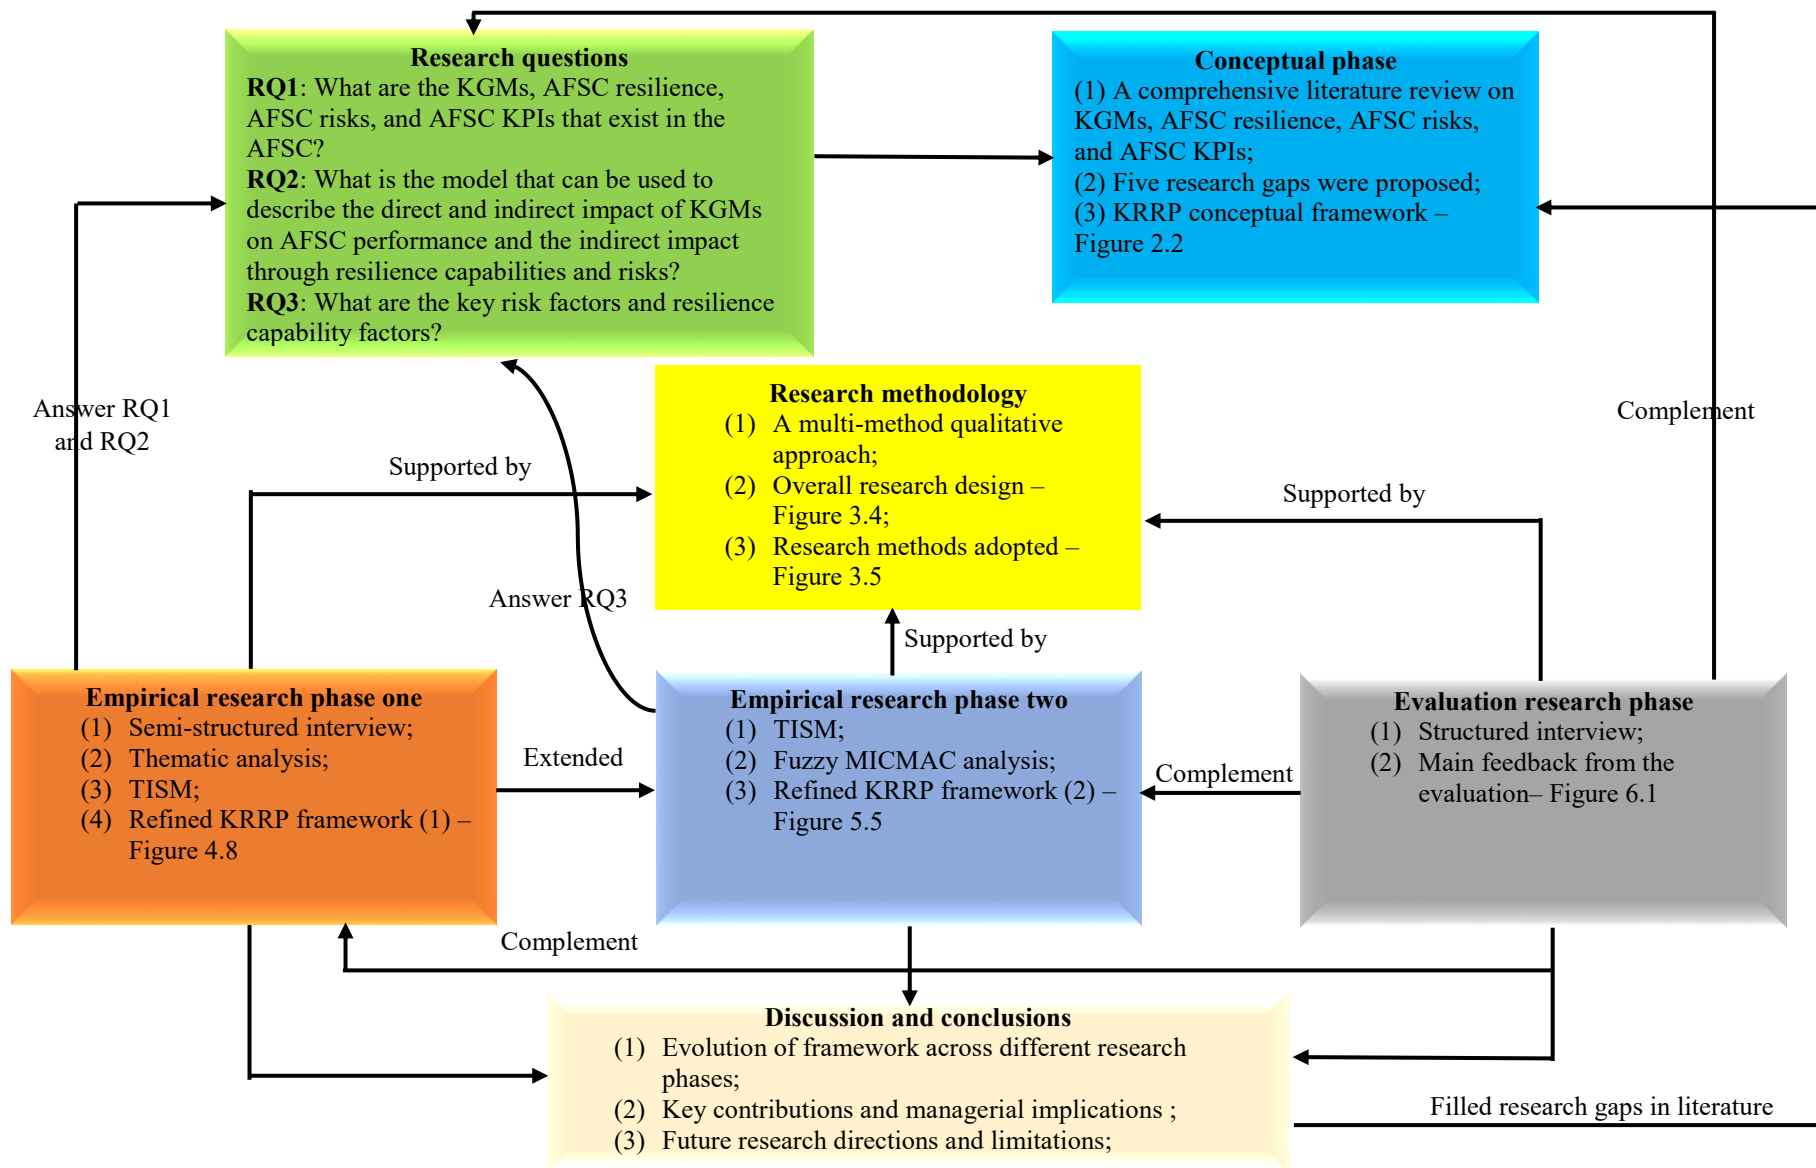 Research questions
RQ1: What are the KGMs, AFSC resilience,
AFSC risks, and AFSC KPIs that exist in the
AFSC?
RQ2: What is the model that can be used to
describe the direct and indirect impact of KGMs
on AFSC performance and the indirect impact
through resilience capabilities and risks?
RQ3: What are the key risk factors and resilience
capability factors?
Conceptual phase
(1) A comprehensive literature review on
KGMs, AFSC resilience, AFSC risks,
and AFSC KPIs;
(2) Five research gaps were proposed;
(3) KRRP conceptual framework –
Figure 2.2
Answer RQ1
and RQ2
Supported by
Answer RQ3
Research methodology
(1) A multi-method qualitative
approach;
(2) Overall research design –
Figure 3.4;
(3) Research methods adopted –
Figure 3.5
Complement
Supported by
Supported by
Empirical research phase one
(1) Semi-structured interview;
(2) Thematic analysis;
(3) TISM;
(4) Refined KRRP framework (1) –
Figure 4.8
Extended
Empirical research phase two
(1) TISM;
(2) Fuzzy MICMAC analysis;
(3) Refined KRRP framework (2) –
Figure 5.5
Complement
Evaluation research phase
(1) Structured interview;
(2) Main feedback from the
evaluation– Figure 6.1
Complement
Discussion and conclusions
(1) Evolution of framework across different research
phases;
(2) Key contributions and managerial implications ;
(3) Future research directions and limitations;
Filled research gaps in literature